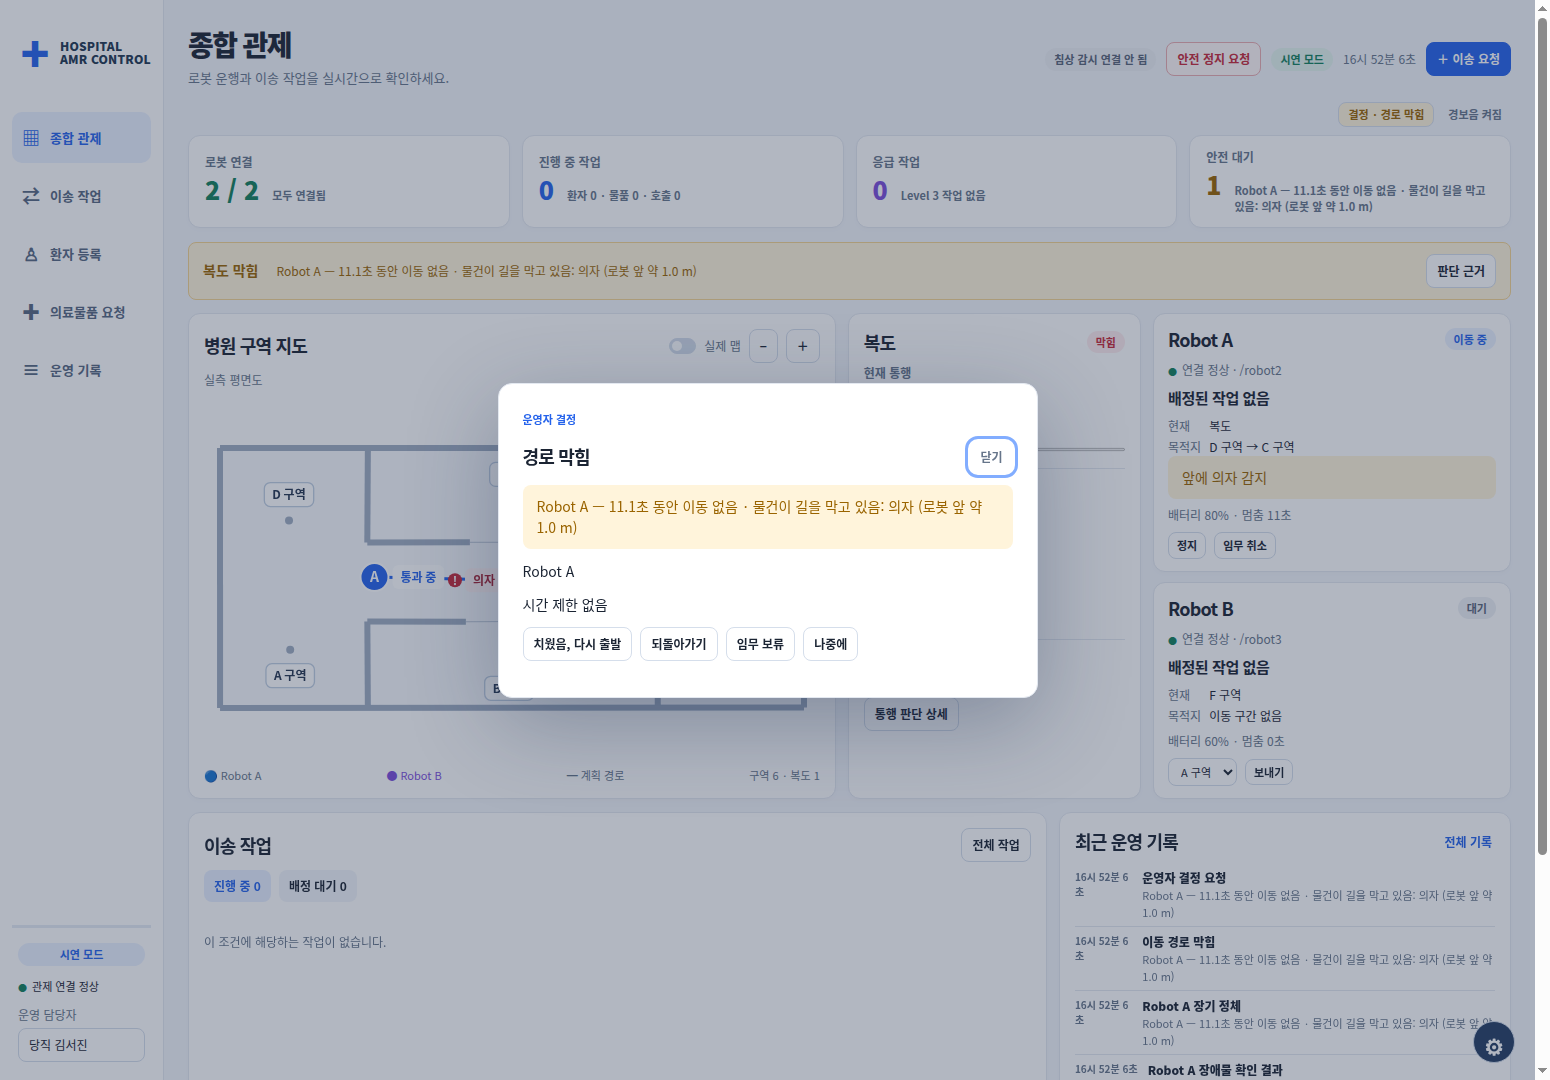 HOSPITAL
AMR CONTROL
종합 관제
이송 작업
환자 등록
의료물품 요청
운영 기록
시연 모드
관제 연결 정상
운영 담당자
당직 김서진
종합 관제
로봇 운행과 이송 작업을 실시간으로 확인하세요.
침상 감시 연결 안 됨
안전 정지 요청
시연 모드
16시 52분 6초
+ 이송 요청
결정 · 경로 막힘
경보음 켜짐
로봇 연결
2 / 2 모두 연결됨
진행 중 작업
0 환자 0 · 물품 0 · 호출 0
응급 작업
0 Level 3 작업 없음
안전 대기
1 Robot A — 11.1초 동안 이동 없음 · 물건이 길을 막고
있음: 의자 (로봇 앞 약 1.0 m)
복도 막힘 Robot A — 11.1초 동안 이동 없음 · 물건이 길을 막고 있음: 의자 (로봇 앞 약 1.0 m)
판단 근거
병원 구역 지도
실제 맵
–
+
실측 평면도
D 구역
A 통과 중
! 의자
A 구역
B
Robot A
Robot B
계획 경로
구역 6 · 복도 1
복도
막힘
현재 통행
통행 판단 상세
운영자 결정
경로 막힘
닫기
Robot A — 11.1초 동안 이동 없음 · 물건이 길을 막고 있음: 의자 (로봇 앞 약
1.0 m)
Robot A
시간 제한 없음
치웠음, 다시 출발
되돌아가기
임무 보류
나중에
Robot A
이동 중
연결 정상 · /robot2
배정된 작업 없음
현재 복도
목적지 D 구역 → C 구역
앞에 의자 감지
배터리 80% · 멈춤 11초
정지
임무 취소
Robot B
대기
연결 정상 · /robot3
배정된 작업 없음
현재 F 구역
목적지 이동 구간 없음
배터리 60% · 멈춤 0초
A 구역
보내기
이송 작업
전체 작업
진행 중 0
배정 대기 0
이 조건에 해당하는 작업이 없습니다.
최근 운영 기록
전체 기록
16시 52분 6
초
운영자 결정 요청
Robot A — 11.1초 동안 이동 없음 · 물건이 길을 막고 있음: 의자 (로봇 앞 약
1.0 m)
16시 52분 6
초
이동 경로 막힘
Robot A — 11.1초 동안 이동 없음 · 물건이 길을 막고 있음: 의자 (로봇 앞 약
1.0 m)
16시 52분 6
초
Robot A 장기 정체
Robot A — 11.1초 동안 이동 없음 · 물건이 길을 막고 있음: 의자 (로봇 앞 약
1.0 m)
16시 52분 6초
Robot A 장애물 확인 결과